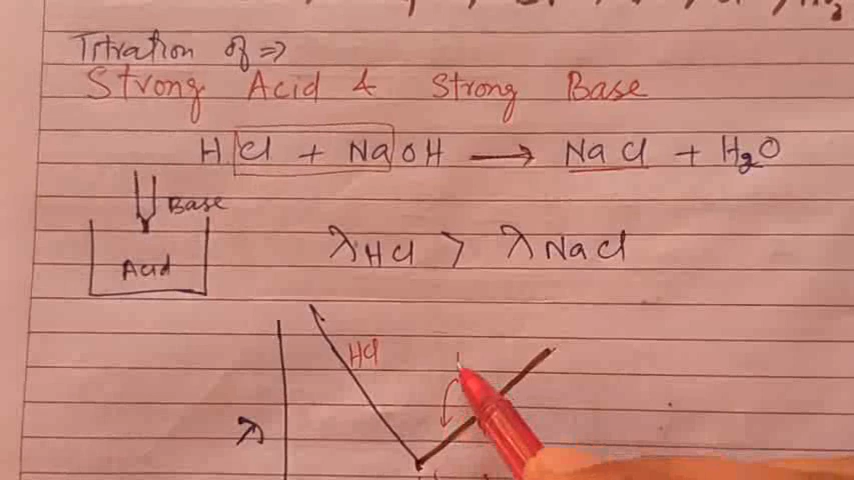 Titration of ⇒
Strong Acid & Strong Base
HCl + NaOH → NaCl + H₂O
Base
Acid
λHCl > λNaCl
HCl
λ